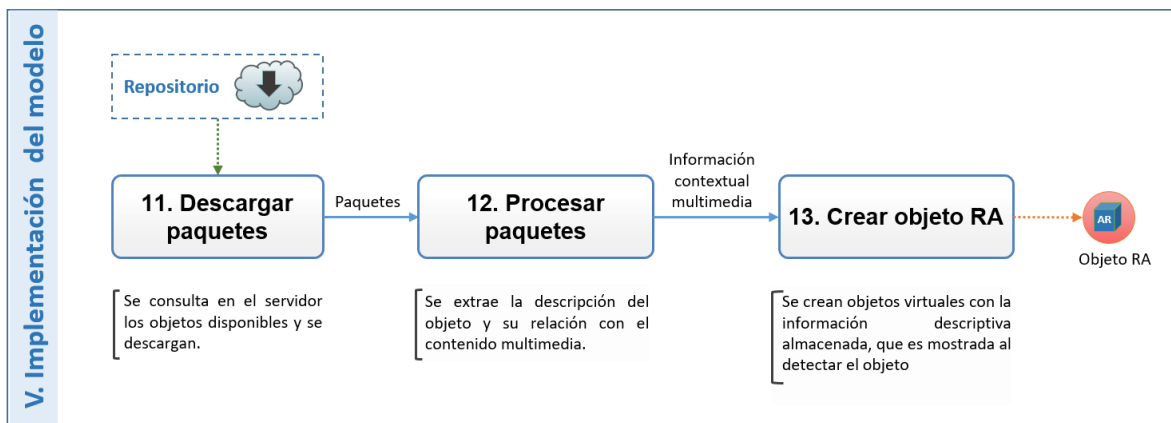 V. Implementación del modelo
Repositorio
11. Descargar
paquetes
Paquetes
12. Procesar
paquetes
Información
contextual
multimedia
13. Crear objeto RA
AR
Objeto RA
Se consulta en el servidor
los objetos disponibles y se
descargan.
Se extrae la descripción del
objeto y su relación con el
contenido multimedia.
Se crean objetos virtuales con la
información descriptiva
almacenada, que es mostrada al
detectar el objeto